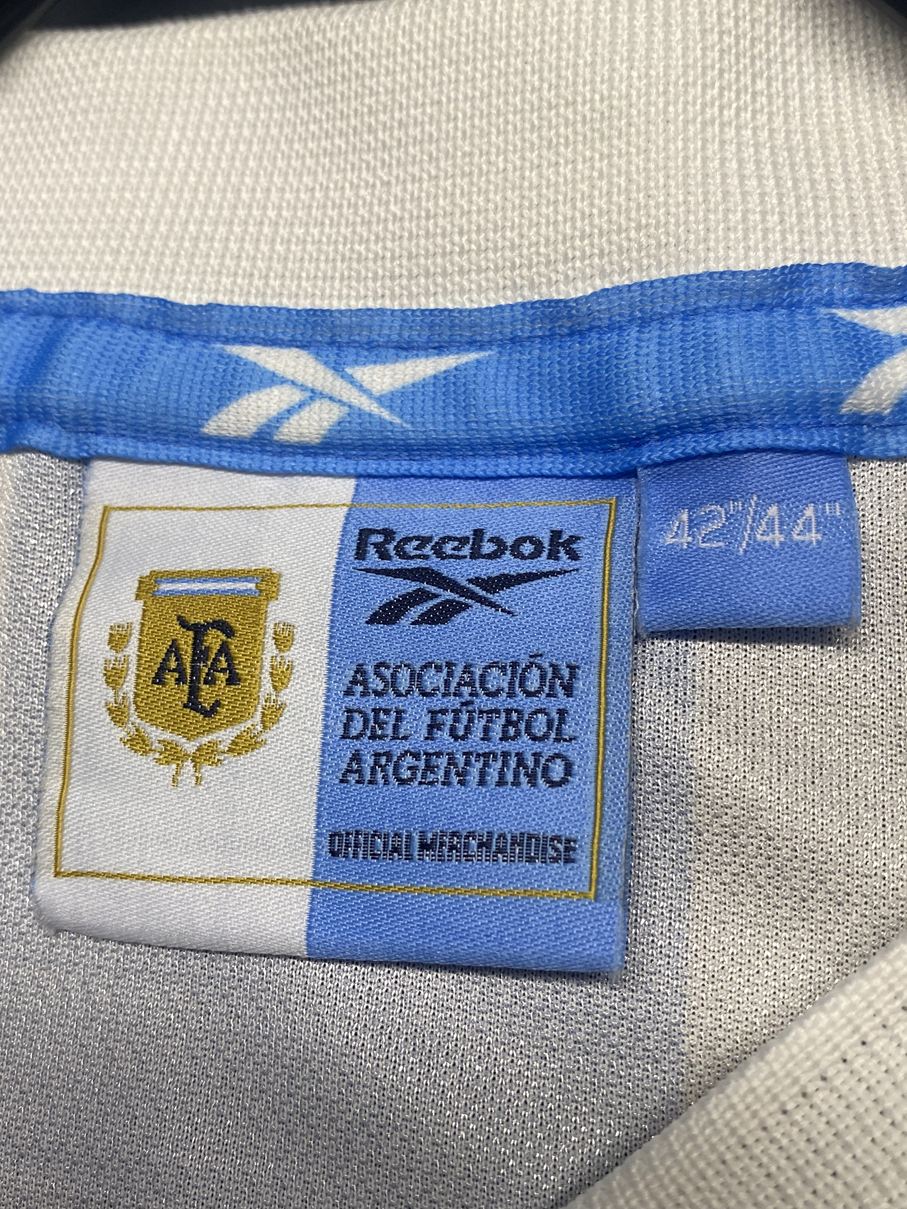 Reebok
AFA
ASOCIACIÓN
DEL FÚTBOL
ARGENTINO
OFFICIAL MERCHANDISE
42"/44"